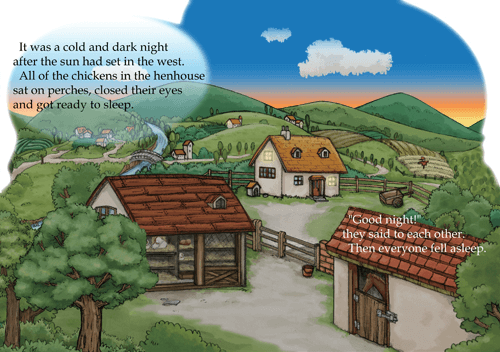 It was a cold and dark night
after the sun had set in the west.
All of the chickens in the henhouse
sat on perches, closed their eyes
and got ready to sleep.
"Good night!"
they said to each other.
Then everyone fell asleep.